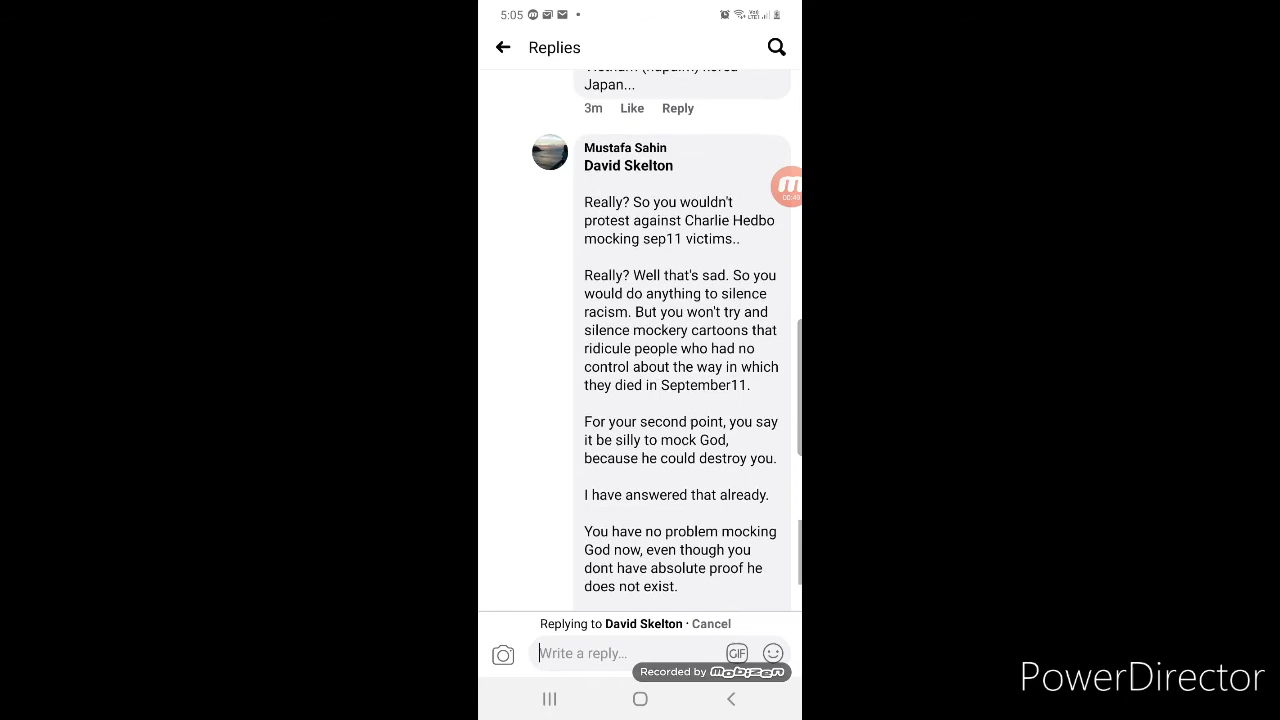 5:05
Replies
Japan...
3m Like Reply
Mustafa Sahin
David Skelton
Really? So you wouldn't
protest against Charlie Hedbo
mocking sep11 victims..
Really? Well that's sad. So you
would do anything to silence
racism. But you won't try and
silence mockery cartoons that
ridicule people who had no
control about the way in which
they died in September11.
For your second point, you say
it be silly to mock God,
because he could destroy you.
I have answered that already.
You have no problem mocking
God now, even though you
dont have absolute proof he
does not exist.
Replying to David Skelton · Cancel
Write a reply...
GIF
Recorded by mobizen
PowerDirector